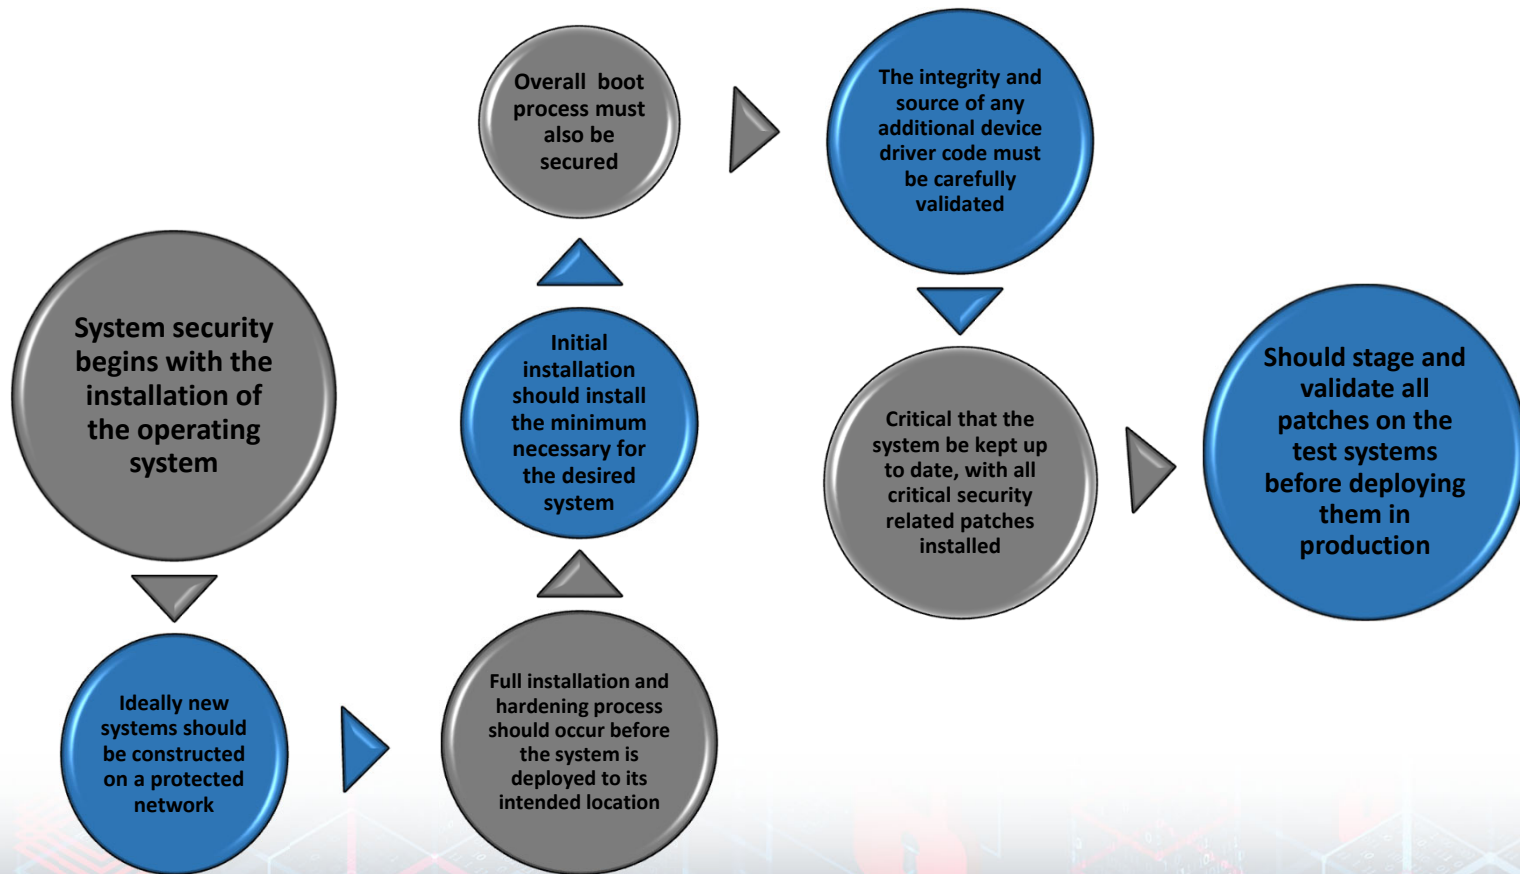 System security
begins with the
installation of
the operating
system
Ideally new
systems should
be constructed
on a protected
network
Full installation and
hardening process
should occur before
the system is
deployed to its
intended location
Initial
installation
should install
the minimum
necessary for
the desired
system
Overall boot
process must
also be
secured
The integrity and
source of any
additional device
driver code must
be carefully
validated
Critical that the
system be kept up
to date, with all
critical security
related patches
installed
Should stage and
validate all
patches on the
test systems
before deploying
them in
production